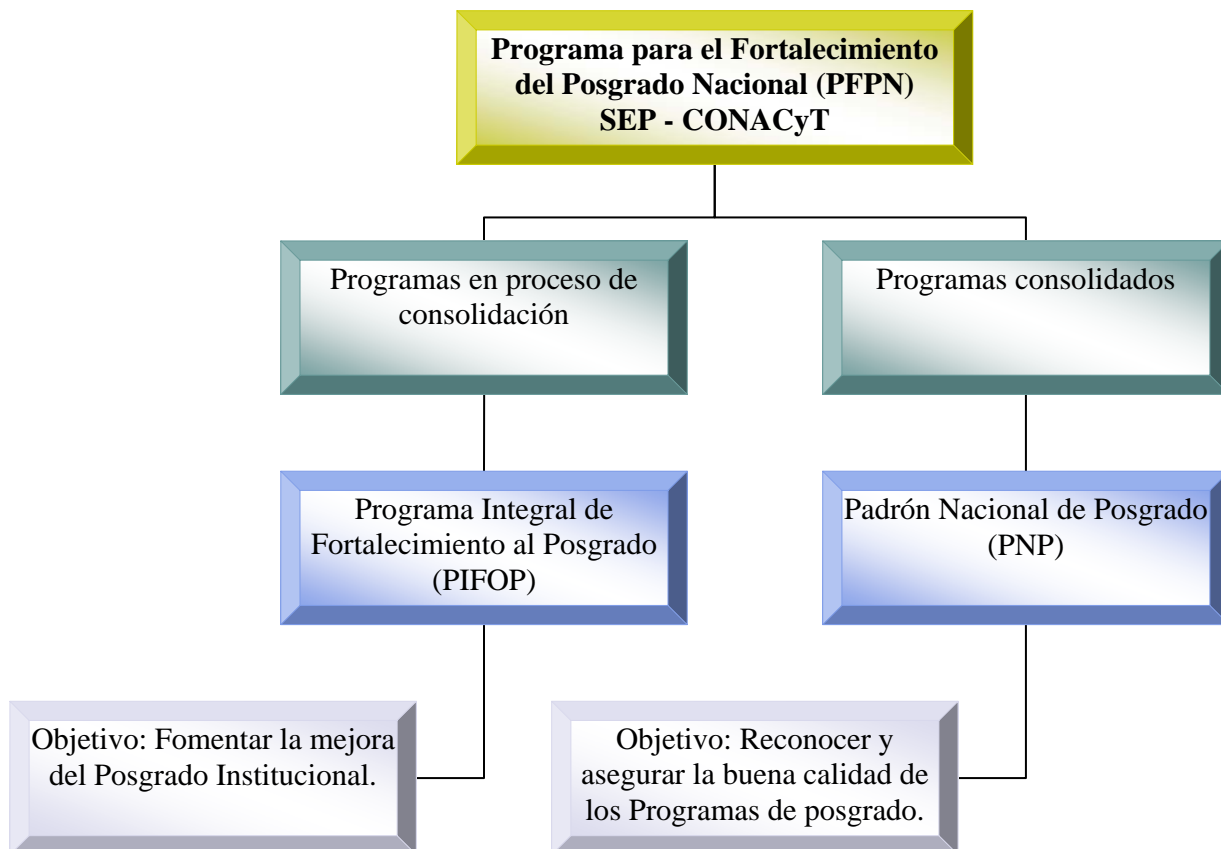 Programa para el Fortalecimiento
del Posgrado Nacional (PFPN)
SEP - CONACyT
Programas en proceso de
consolidación
Programas consolidados
Programa Integral de
Fortalecimiento al Posgrado
(PIFOP)
Padrón Nacional de Posgrado
(PNP)
Objetivo: Fomentar la mejora
del Posgrado Institucional.
Objetivo: Reconocer y
asegurar la buena calidad de
los Programas de posgrado.